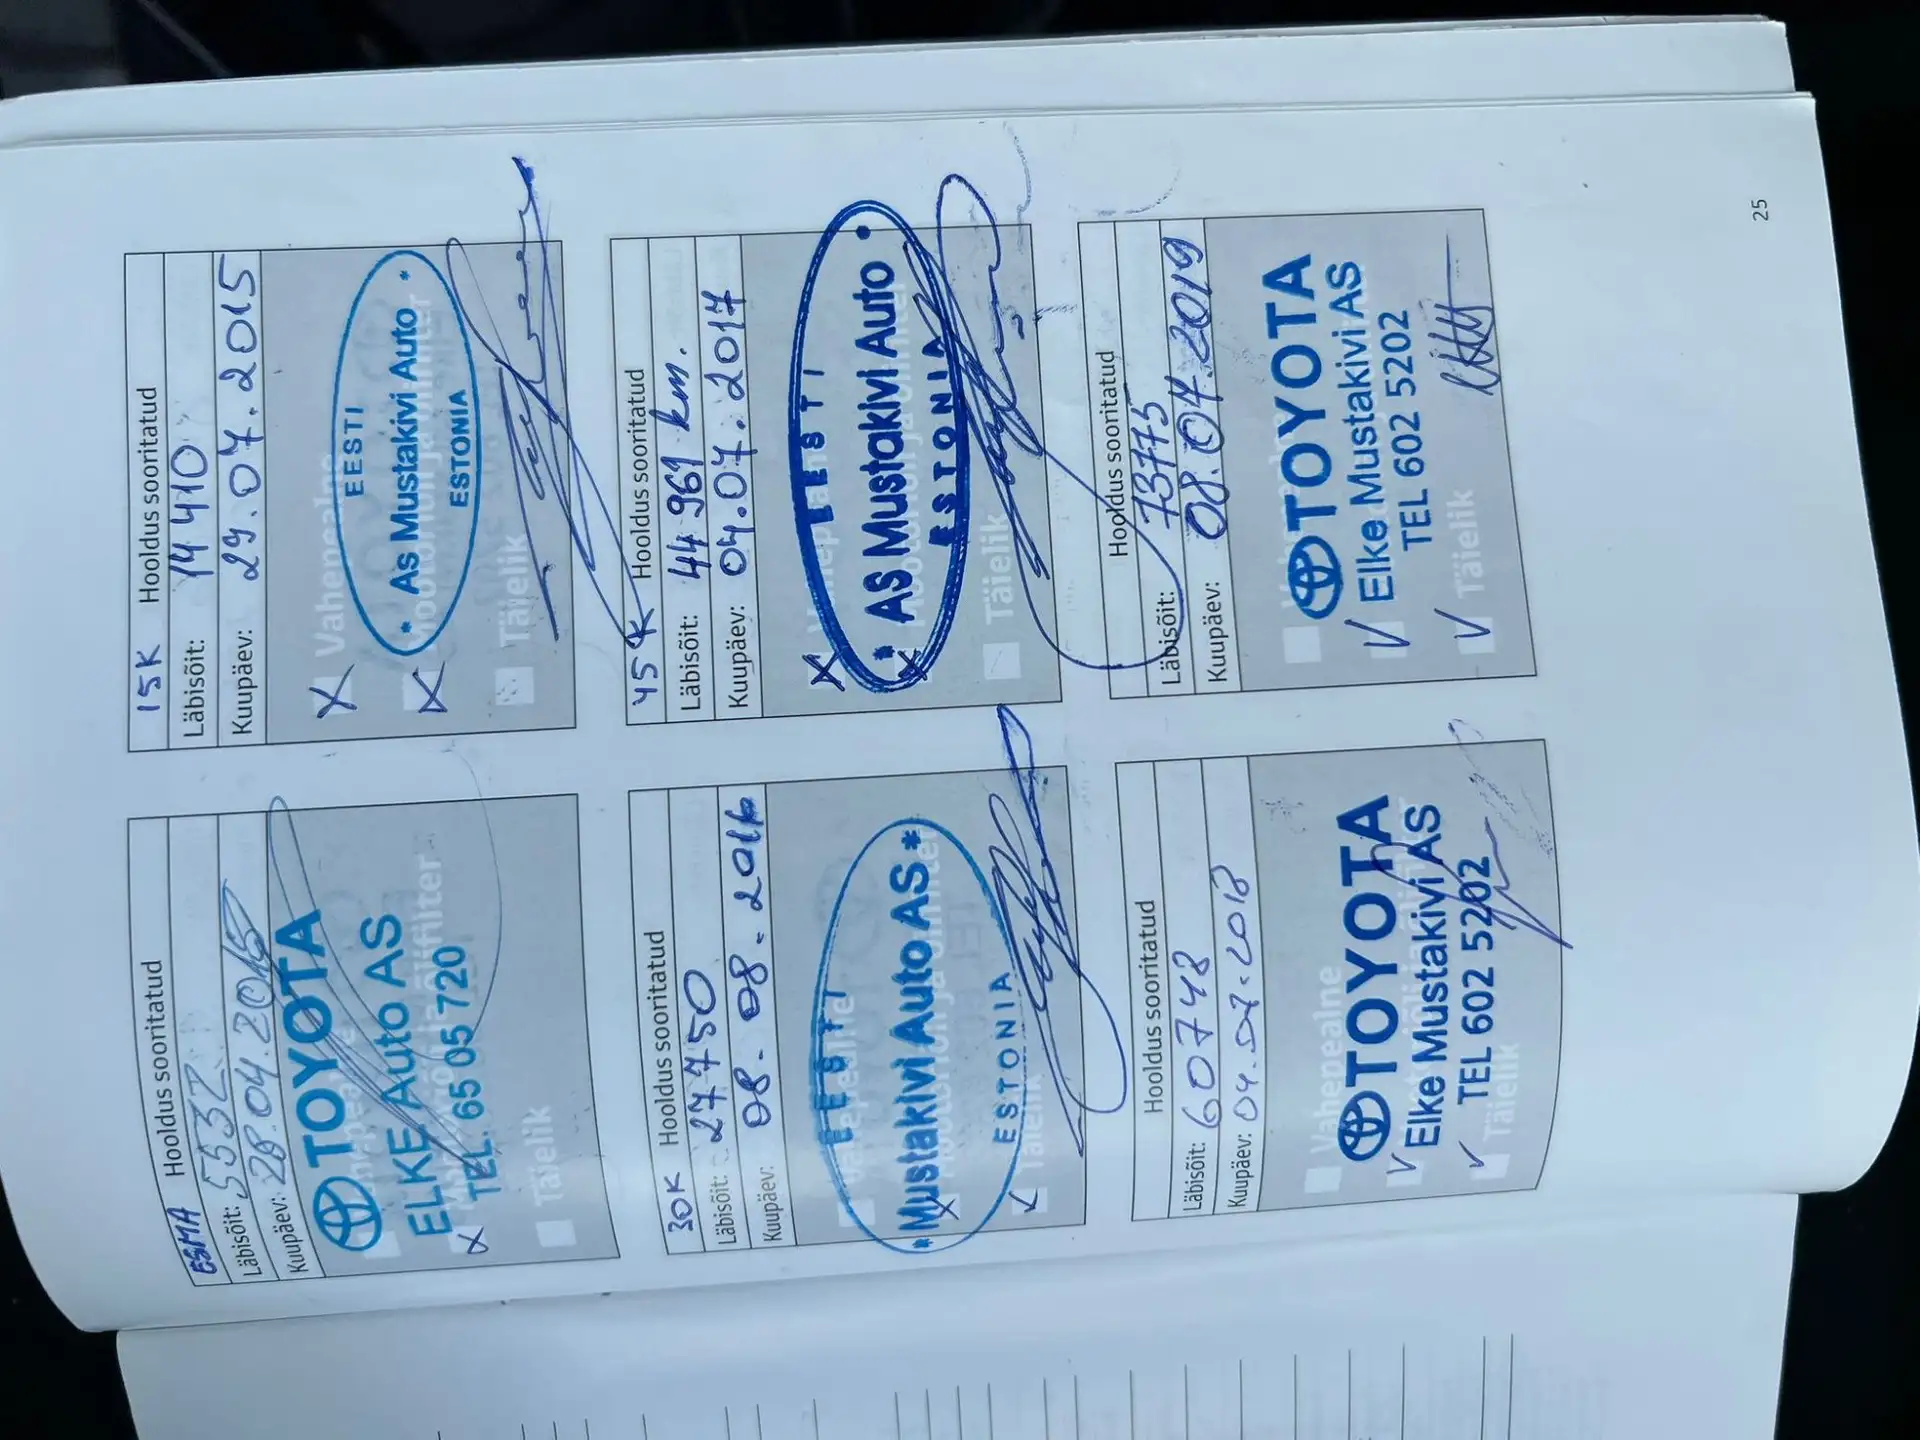 ESMA Hooldus sooritatud
Läbisõit: 5532
Kuupäev: 28.04.2015
TOYOTA
ELKE Auto AS
TEL. 65 05 720
Täielik
15K Hooldus sooritatud
Läbisõit: 14410
Kuupäev: 29.07.2015
Vahepealne
EESTI
* As Mustakivi Auto *
ESTONIA
Täielik
30K Hooldus sooritatud
Läbisõit: 27750
Kuupäev: 08.08.2016
EESTI
* Mustakivi Auto AS *
ESTONIA
Täielik
45K Hooldus sooritatud
Läbisõit: 44 961 km.
Kuupäev: 04.07.2017
EESTI
AS Mustakivi Auto
ESTONIA
Täielik
Hooldus sooritatud
Läbisõit: 60748
Kuupäev: 04.07.2018
Vahepealne
TOYOTA
Elke Mustakivi AS
TEL 602 5202
Täielik
Hooldus sooritatud
Läbisõit: 73775
Kuupäev: 08.04.2019
TOYOTA
Elke Mustakivi AS
TEL 602 5202
Täielik
25